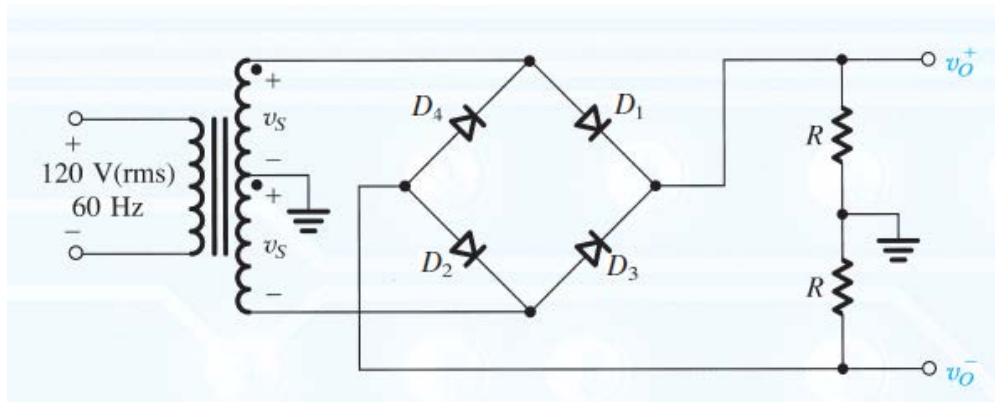 +
120 V(rms)
60 Hz
−
+
v_S
−
+
v_S
−
D_4
D_1
D_2
D_3
R
R
v_O^+
v_O^−